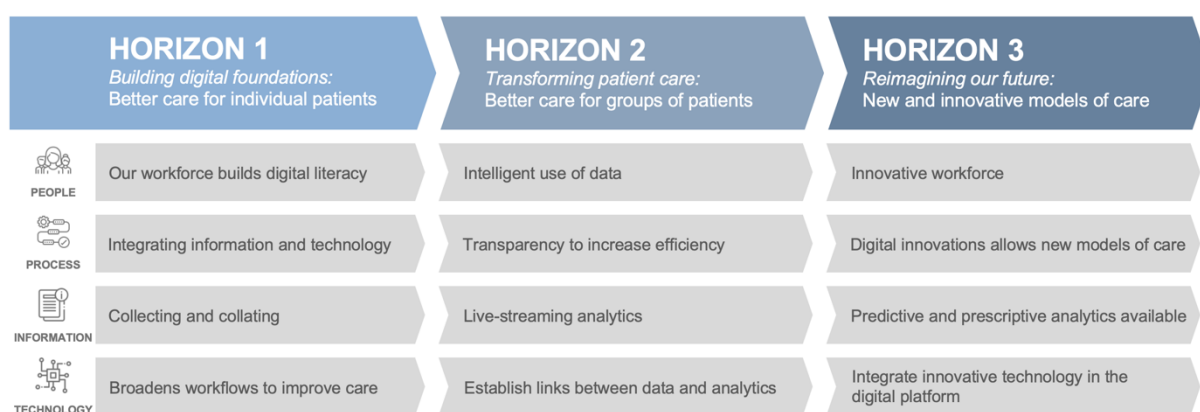 HORIZON 1
Building digital foundations:
Better care for individual patients
HORIZON 2
Transforming patient care:
Better care for groups of patients
HORIZON 3
Reimagining our future:
New and innovative models of care
PEOPLE
Our workforce builds digital literacy
Intelligent use of data
Innovative workforce
PROCESS
Integrating information and technology
Transparency to increase efficiency
Digital innovations allows new models of care
INFORMATION
Collecting and collating
Live-streaming analytics
Predictive and prescriptive analytics available
TECHNOLOGY
Broadens workflows to improve care
Establish links between data and analytics
Integrate innovative technology in the
digital platform